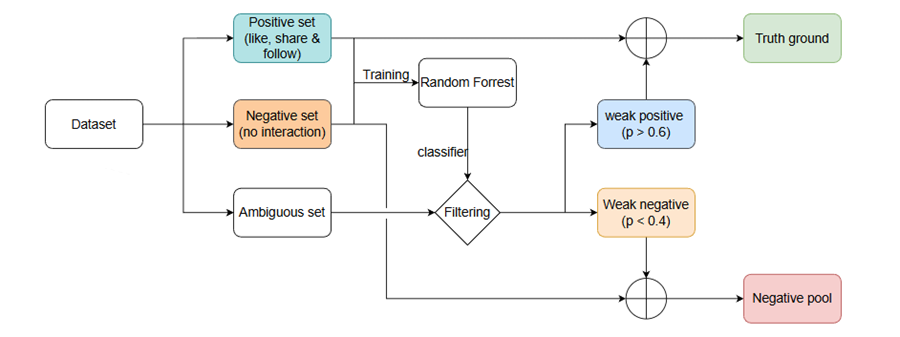 Positive set
(like, share &
follow)
Truth ground
Training
Random Forrest
Dataset
Negative set
(no interaction)
weak positive
(p > 0.6)
classifier
Ambiguous set
Filtering
Weak negative
(p < 0.4)
Negative pool